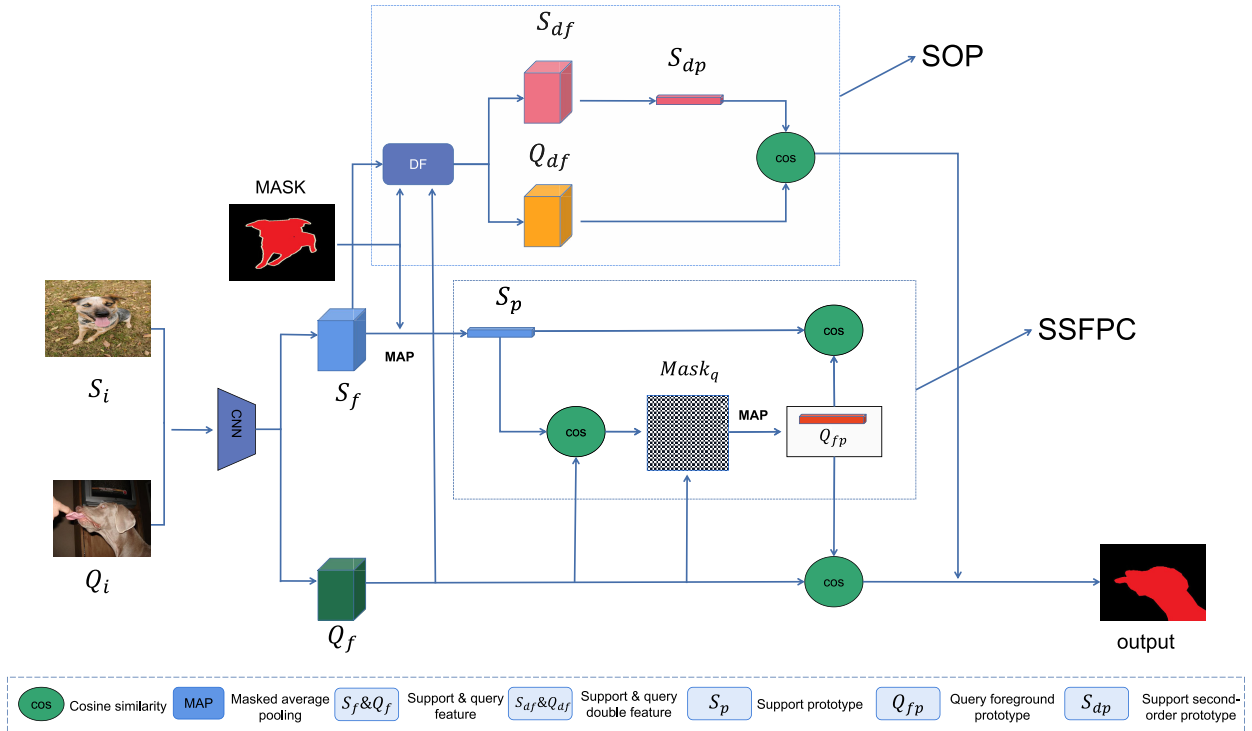 S_df
S_dp
SOP
DF
Q_df
cos
MASK
S_p
SSFPC
cos
MAP
S_f
Mask_q
S_i
CNN
cos
MAP
Q_fp
Q_i
Q_f
cos
output
cos
Cosine similarity
MAP
Masked average
pooling
S_f&Q_f
Support & query
feature
S_df&Q_df
Support & query
double feature
S_p
Support prototype
Q_fp
Query foreground
prototype
S_dp
Support second-
order prototype